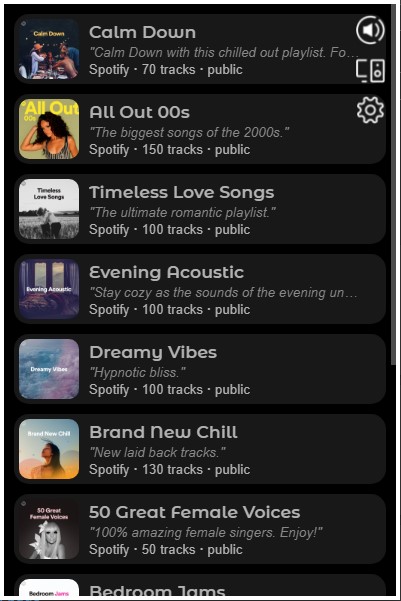 Calm Down
Calm Down
"Calm Down with this chilled out playlist. Fo…
Spotify · 70 tracks · public
All Out
00s
All Out 00s
"The biggest songs of the 2000s."
Spotify · 150 tracks · public
Timeless
Love Songs
Timeless Love Songs
"The ultimate romantic playlist."
Spotify · 100 tracks · public
Evening Acoustic
Evening Acoustic
"Stay cozy as the sounds of the evening un…
Spotify · 100 tracks · public
Dreamy Vibes
Dreamy Vibes
"Hypnotic bliss."
Spotify · 100 tracks · public
Brand New Chill
Brand New Chill
"New laid back tracks."
Spotify · 130 tracks · public
50 Great
Female Voices
50 Great Female Voices
"100% amazing female singers. Enjoy!"
Spotify · 50 tracks · public
Bedroom Jams
Bedroom Jams